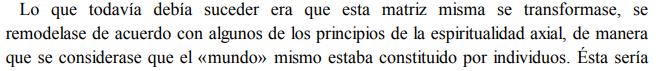 Lo que todavía debía suceder era que esta matriz misma se transformase, se
remodelase de acuerdo con algunos de los principios de la espiritualidad axial, de manera
que se considerase que el «mundo» mismo estaba constituido por individuos. Ésta sería